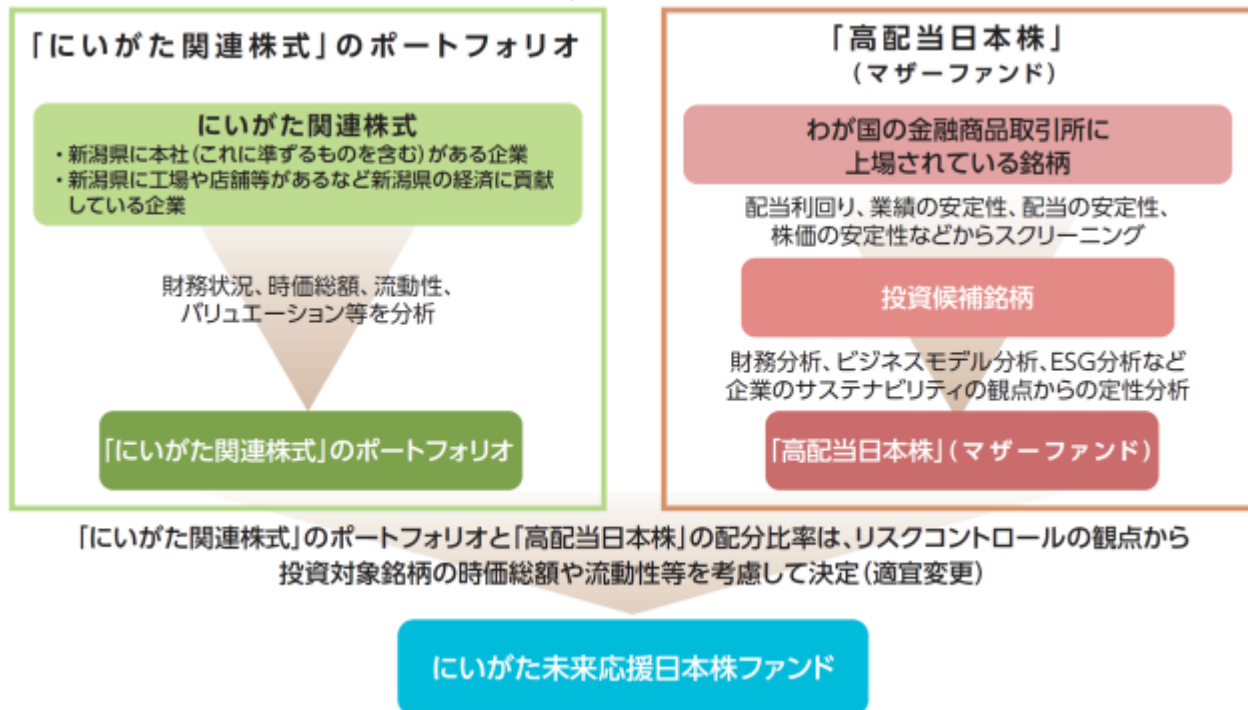 「にいがた関連株式」のポートフォリオ
にいがた関連株式
・新潟県に本社(これに準ずるものを含む)がある企業
・新潟県に工場や店舗等があるなど新潟県の経済に貢献
している企業
財務状況、時価総額、流動性、
バリュエーション等を分析
「にいがた関連株式」のポートフォリオ
「高配当日本株」
(マザーファンド)
わが国の金融商品取引所に
上場されている銘柄
配当利回り、業績の安定性、配当の安定性、
株価の安定性などからスクリーニング
投資候補銘柄
財務分析、ビジネスモデル分析、ESG分析など
企業のサステナビリティの観点からの定性分析
「高配当日本株」(マザーファンド)
「にいがた関連株式」のポートフォリオと「高配当日本株」の配分比率は、リスクコントロールの観点から
投資対象銘柄の時価総額や流動性等を考慮して決定(適宜変更)
にいがた未来応援日本株ファンド